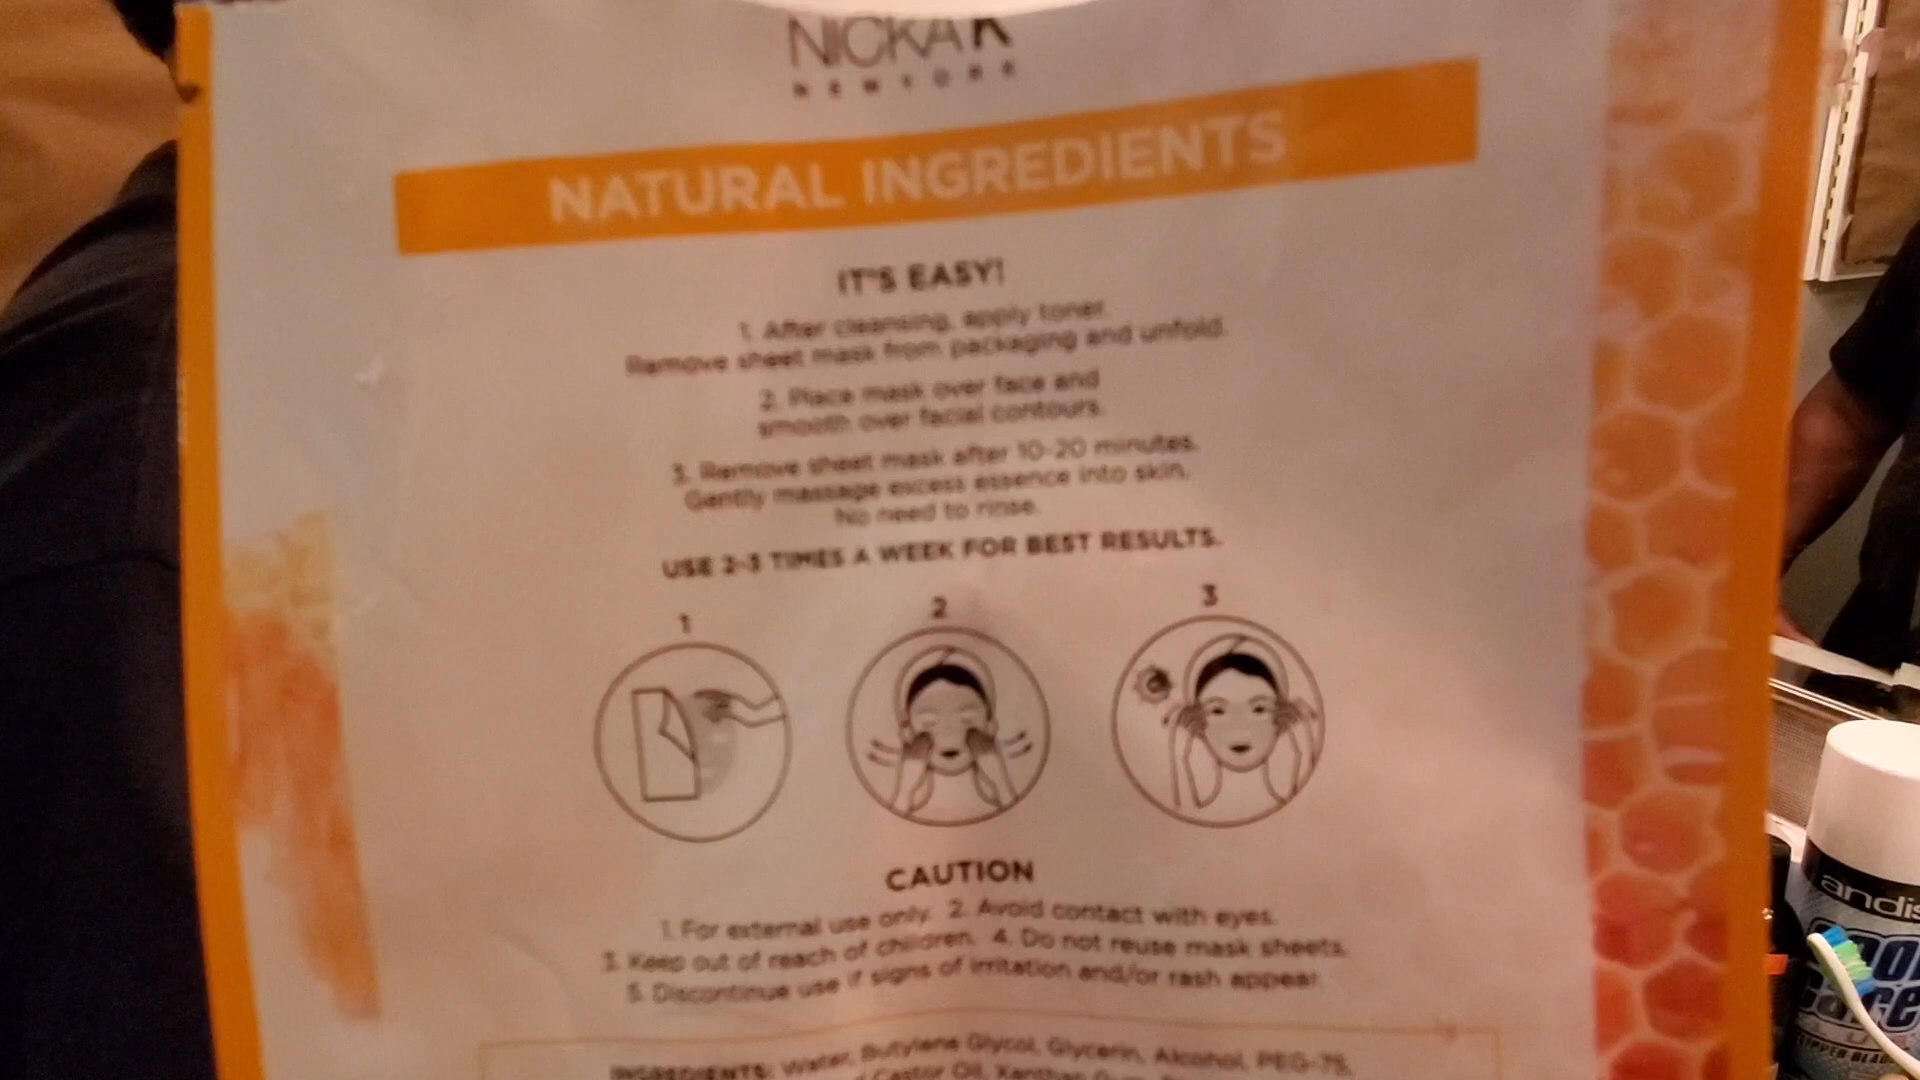 NICKA K
NEW YORK
NATURAL INGREDIENTS
IT'S EASY!
1. After cleansing, apply toner.
Remove sheet mask from packaging and unfold.
2. Place mask over face and
smooth over facial contours.
3. Remove sheet mask after 10-20 minutes.
Gently massage excess essence into skin.
No need to rinse.
USE 2-3 TIMES A WEEK FOR BEST RESULTS.
1
2
3
CAUTION
1. For external use only. 2. Avoid contact with eyes.
3. Keep out of reach of children. 4. Do not reuse mask sheets.
5. Discontinue use if signs of irritation and/or rash appear.
INGREDIENTS: Water, Butylene Glycol, Glycerin, Alcohol, PEG-75,
Castor Oil, Xanthan
andis
care